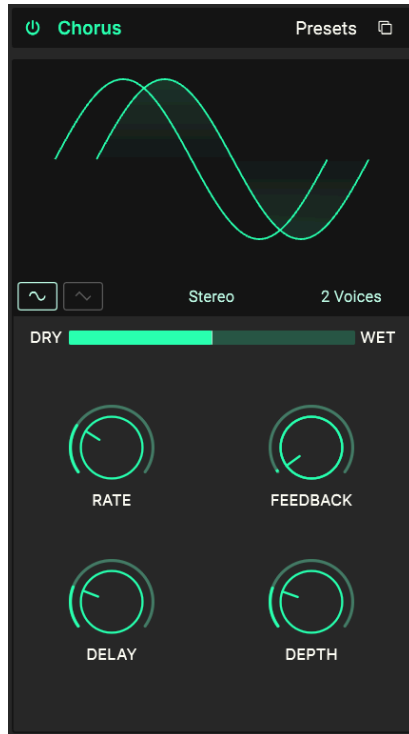 Chorus Presets
Stereo 2 Voices
DRY WET
RATE FEEDBACK
DELAY DEPTH